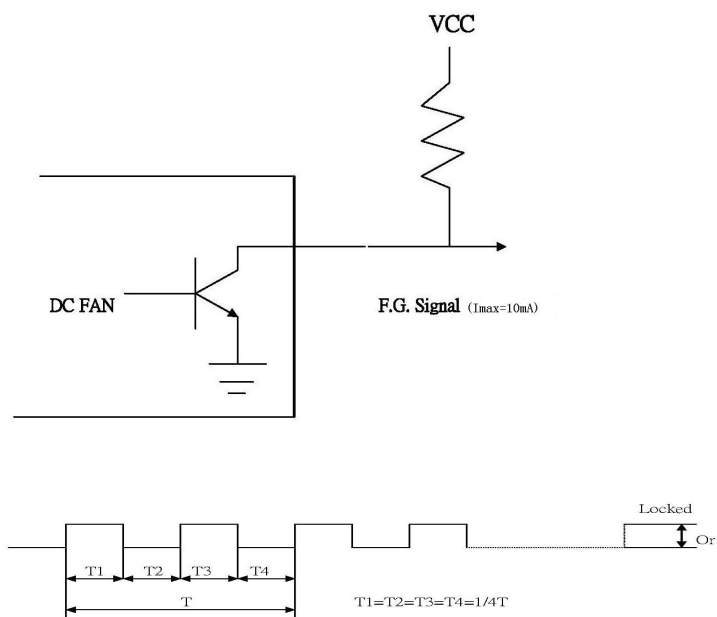 VCC
DC FAN
F.G. Signal (Imax=10mA)
Locked
Or
T1 T2 T3 T4
T
T1=T2=T3=T4=1/4T